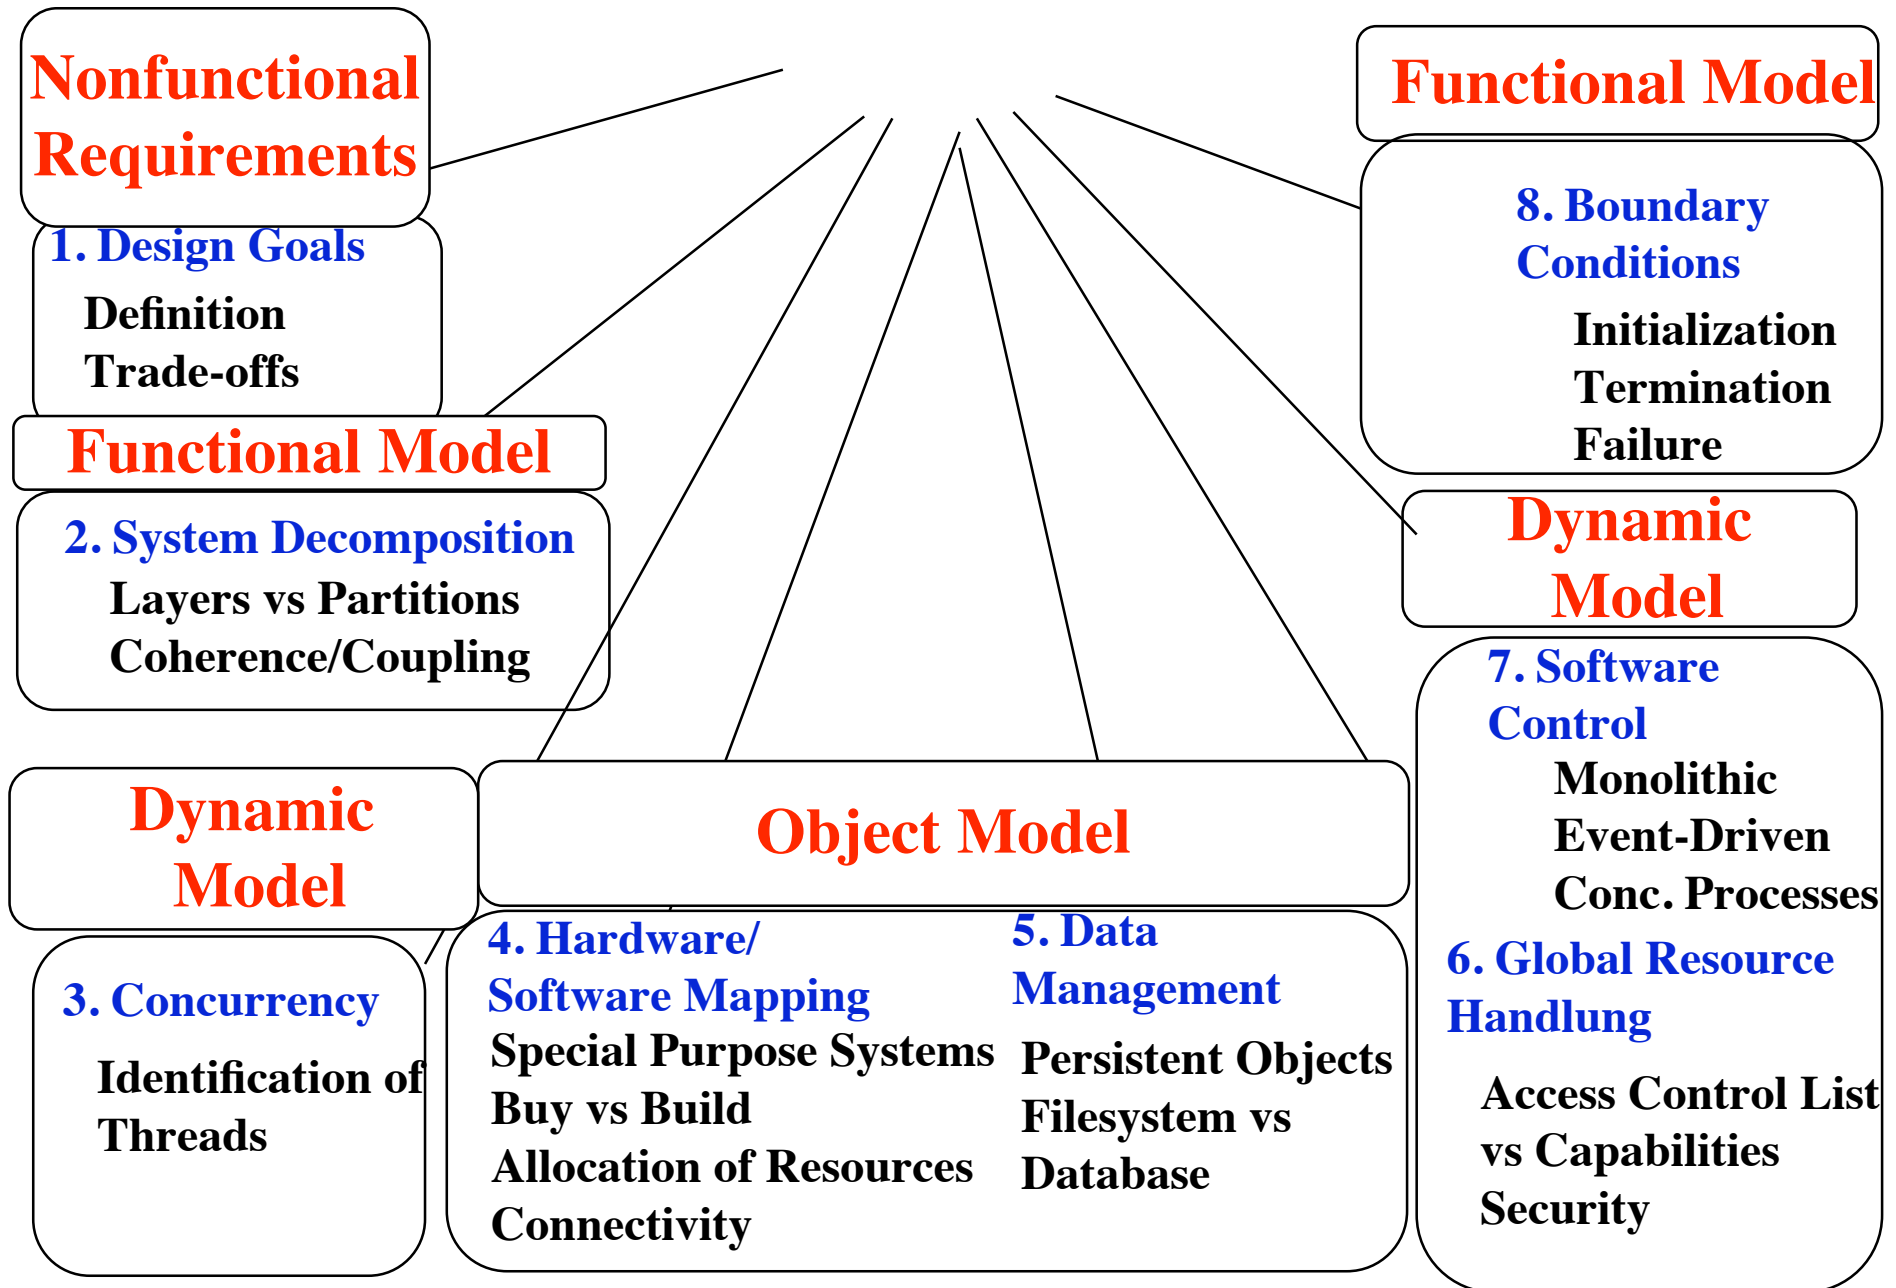 Nonfunctional
Requirements
1. Design Goals
Definition
Trade-offs
Functional Model
2. System Decomposition
Layers vs Partitions
Coherence/Coupling
Dynamic
Model
3. Concurrency
Identification of
Threads
Object Model
4. Hardware/
Software Mapping
Special Purpose Systems
Buy vs Build
Allocation of Resources
Connectivity
5. Data
Management
Persistent Objects
Filesystem vs
Database
Functional Model
8. Boundary
Conditions
Initialization
Termination
Failure
Dynamic
Model
7. Software
Control
Monolithic
Event-Driven
Conc. Processes
6. Global Resource
Handlung
Access Control List
vs Capabilities
Security